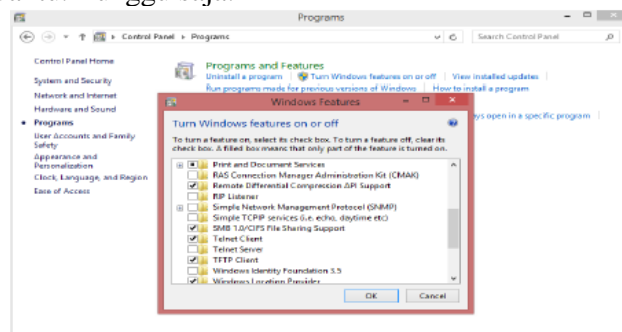 Programs
Control Panel ▸ Programs
Search Control Panel
Control Panel Home
System and Security
Network and Internet
Hardware and Sound
Programs
User Accounts and Family
Safety
Appearance and
Personalization
Clock, Language, and Region
Ease of Access
Programs and Features
Uninstall a program
Turn Windows features on or off
View installed updates
Run programs made for previous versions of Windows
How to install a program
ys open in a specific program
Windows Features
Turn Windows features on or off
To turn a feature on, select its check box. To turn a feature off, clear its
check box. A filled box means that only part of the feature is turned on.
Print and Document Services
RAS Connection Manager Administration Kit (CMAK)
Remote Differential Compression API Support
RIP Listener
Simple Network Management Protocol (SNMP)
Simple TCPIP services (i.e. echo, daytime etc)
SMB 1.0/CIFS File Sharing Support
Telnet Client
Telnet Server
TFTP Client
Windows Identity Foundation 3.5
Windows Location Provider
OK
Cancel